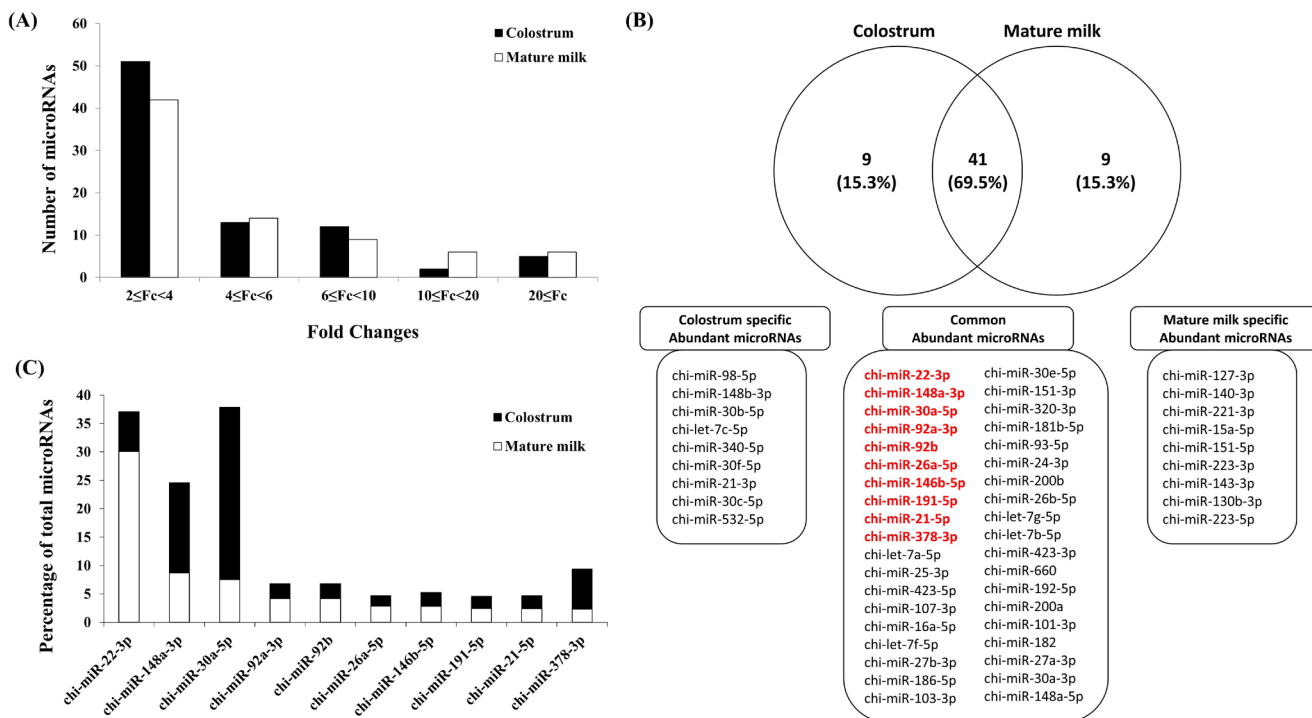 (A)
Number of microRNAs
60
50
40
30
20
10
0
Colostrum
Mature milk
2≤Fc<4
4≤Fc<6
6≤Fc<10
10≤Fc<20
20≤Fc
Fold Changes
(B)
Colostrum
Mature milk
9
(15.3%)
41
(69.5%)
9
(15.3%)
Colostrum specific
Abundant microRNAs
chi-miR-98-5p
chi-miR-148b-3p
chi-miR-30b-5p
chi-let-7c-5p
chi-miR-340-5p
chi-miR-30f-5p
chi-miR-21-3p
chi-miR-30c-5p
chi-miR-532-5p
Common
Abundant microRNAs
chi-miR-22-3p
chi-miR-148a-3p
chi-miR-30a-5p
chi-miR-92a-3p
chi-miR-92b
chi-miR-26a-5p
chi-miR-146b-5p
chi-miR-191-5p
chi-miR-21-5p
chi-miR-378-3p
chi-let-7a-5p
chi-miR-25-3p
chi-miR-423-5p
chi-miR-107-3p
chi-miR-16a-5p
chi-let-7f-5p
chi-miR-27b-3p
chi-miR-186-5p
chi-miR-103-3p
chi-miR-30e-5p
chi-miR-151-3p
chi-miR-320-3p
chi-miR-181b-5p
chi-miR-93-5p
chi-miR-24-3p
chi-miR-200b
chi-miR-26b-5p
chi-let-7g-5p
chi-let-7b-5p
chi-miR-423-3p
chi-miR-660
chi-miR-192-5p
chi-miR-200a
chi-miR-101-3p
chi-miR-182
chi-miR-27a-3p
chi-miR-30a-3p
chi-miR-148a-5p
Mature milk specific
Abundant microRNAs
chi-miR-127-3p
chi-miR-140-3p
chi-miR-221-3p
chi-miR-15a-5p
chi-miR-151-5p
chi-miR-223-3p
chi-miR-143-3p
chi-miR-130b-3p
chi-miR-223-5p
(C)
Percentage of total microRNAs
40
35
30
25
20
15
10
5
0
Colostrum
Mature milk
chi-miR-22-3p
chi-miR-148a-3p
chi-miR-30a-5p
chi-miR-92a-3p
chi-miR-92b
chi-miR-26a-5p
chi-miR-146b-5p
chi-miR-191-5p
chi-miR-21-5p
chi-miR-378-3p